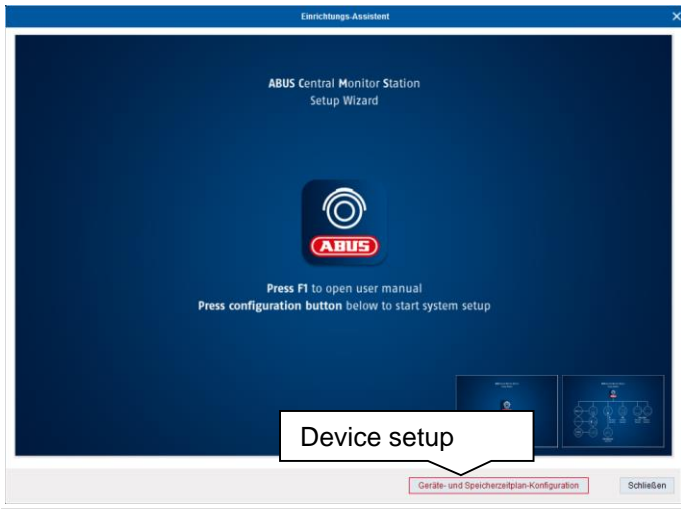 Einrichtungs-Assistent
ABUS Central Monitor Station
Setup Wizard
ABUS
Press F1 to open user manual
Press configuration button below to start system setup
Device setup
Geräte- und Speicherzeitplan-Konfiguration
Schließen